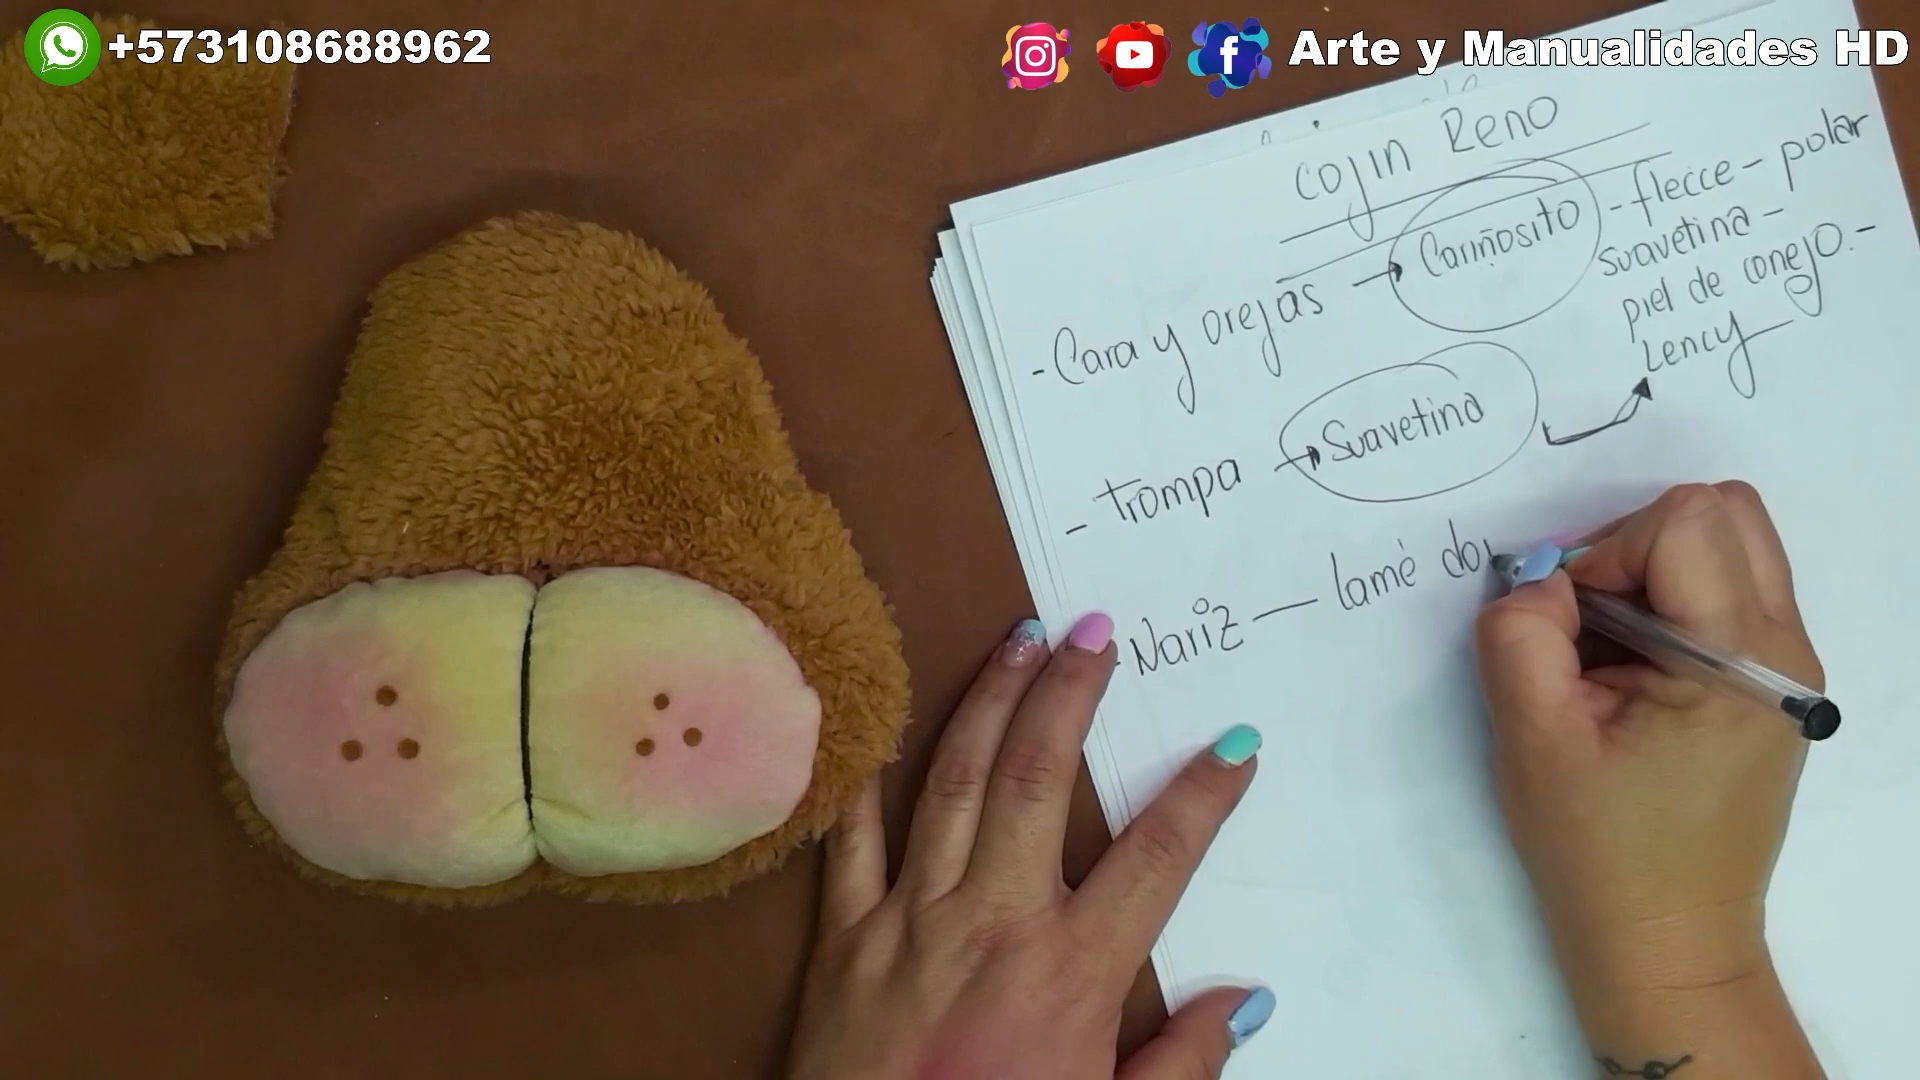 +573108688962
Arte y Manualidades HD
Cojin Reno
- Cara y orejas → Cariñosito - flecce - polar
suavetina -
piel de conejo. -
Lency
- trompa → Suavetina
- Nariz — lamé do